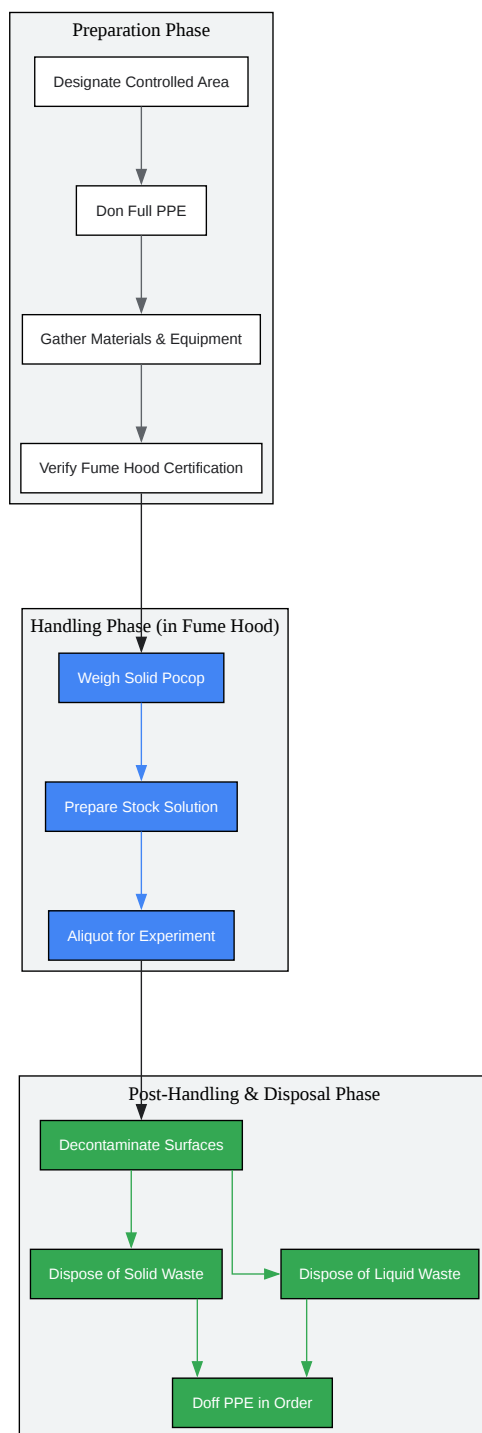 Preparation Phase
Designate Controlled Area
Don Full PPE
Gather Materials & Equipment
Verify Fume Hood Certification
Handling Phase (in Fume Hood)
Weigh Solid Pocop
Prepare Stock Solution
Aliquot for Experiment
Post-Handling & Disposal Phase
Decontaminate Surfaces
Dispose of Solid Waste
Dispose of Liquid Waste
Doff PPE in Order